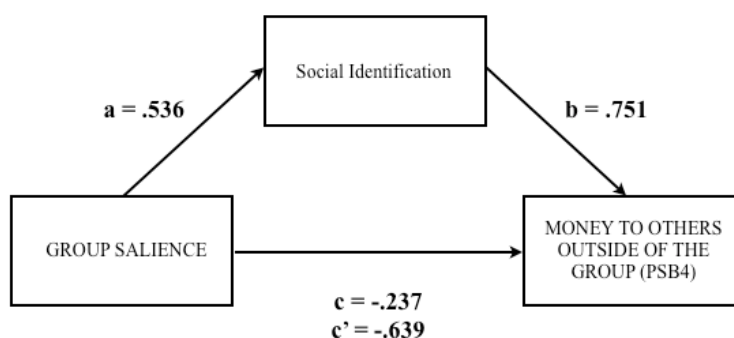 Social Identification
a = .536
b = .751
GROUP SALIENCE
MONEY TO OTHERS
OUTSIDE OF THE
GROUP (PSB4)
c = -.237
c’ = -.639